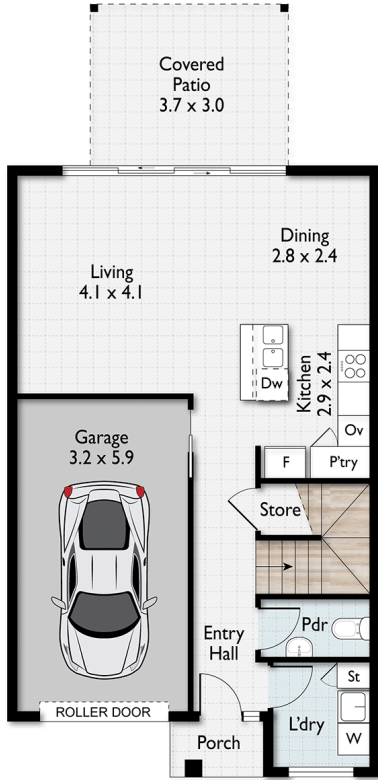 Covered
Patio
3.7 x 3.0
Dining
2.8 x 2.4
Living
4.1 x 4.1
Kitchen
2.9 x 2.4
Dw
Ov
Garage
3.2 x 5.9
F
P'try
Store
Pdr
Entry
Hall
St
ROLLER DOOR
L'dry
W
Porch